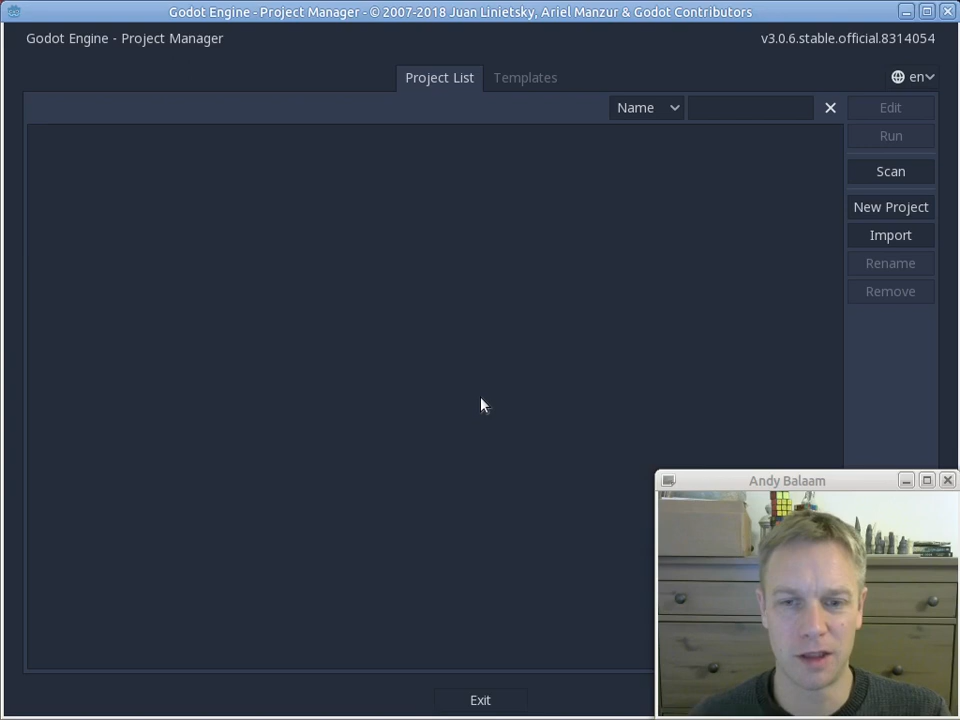 Godot Engine - Project Manager - © 2007-2018 Juan Linietsky, Ariel Manzur & Godot Contributors
Godot Engine - Project Manager
v3.0.6.stable.official.8314054
Project List
Templates
en
Name
Edit
Run
Scan
New Project
Import
Rename
Remove
Andy Balaam
Exit